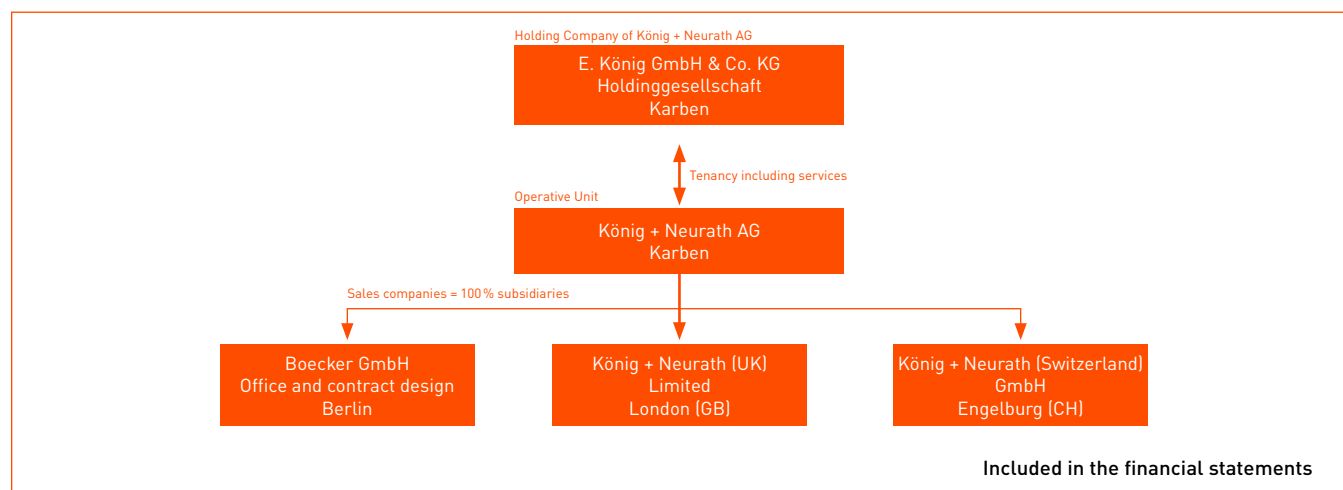 Holding Company of König + Neurath AG
E. König GmbH & Co. KG
Holdinggesellschaft
Karben
Tenancy including services
Operative Unit
König + Neurath AG
Karben
Sales companies = 100 % subsidiaries
Boecker GmbH
Office and contract design
Berlin
König + Neurath (UK)
Limited
London (GB)
König + Neurath (Switzerland)
GmbH
Engelburg (CH)
Included in the financial statements